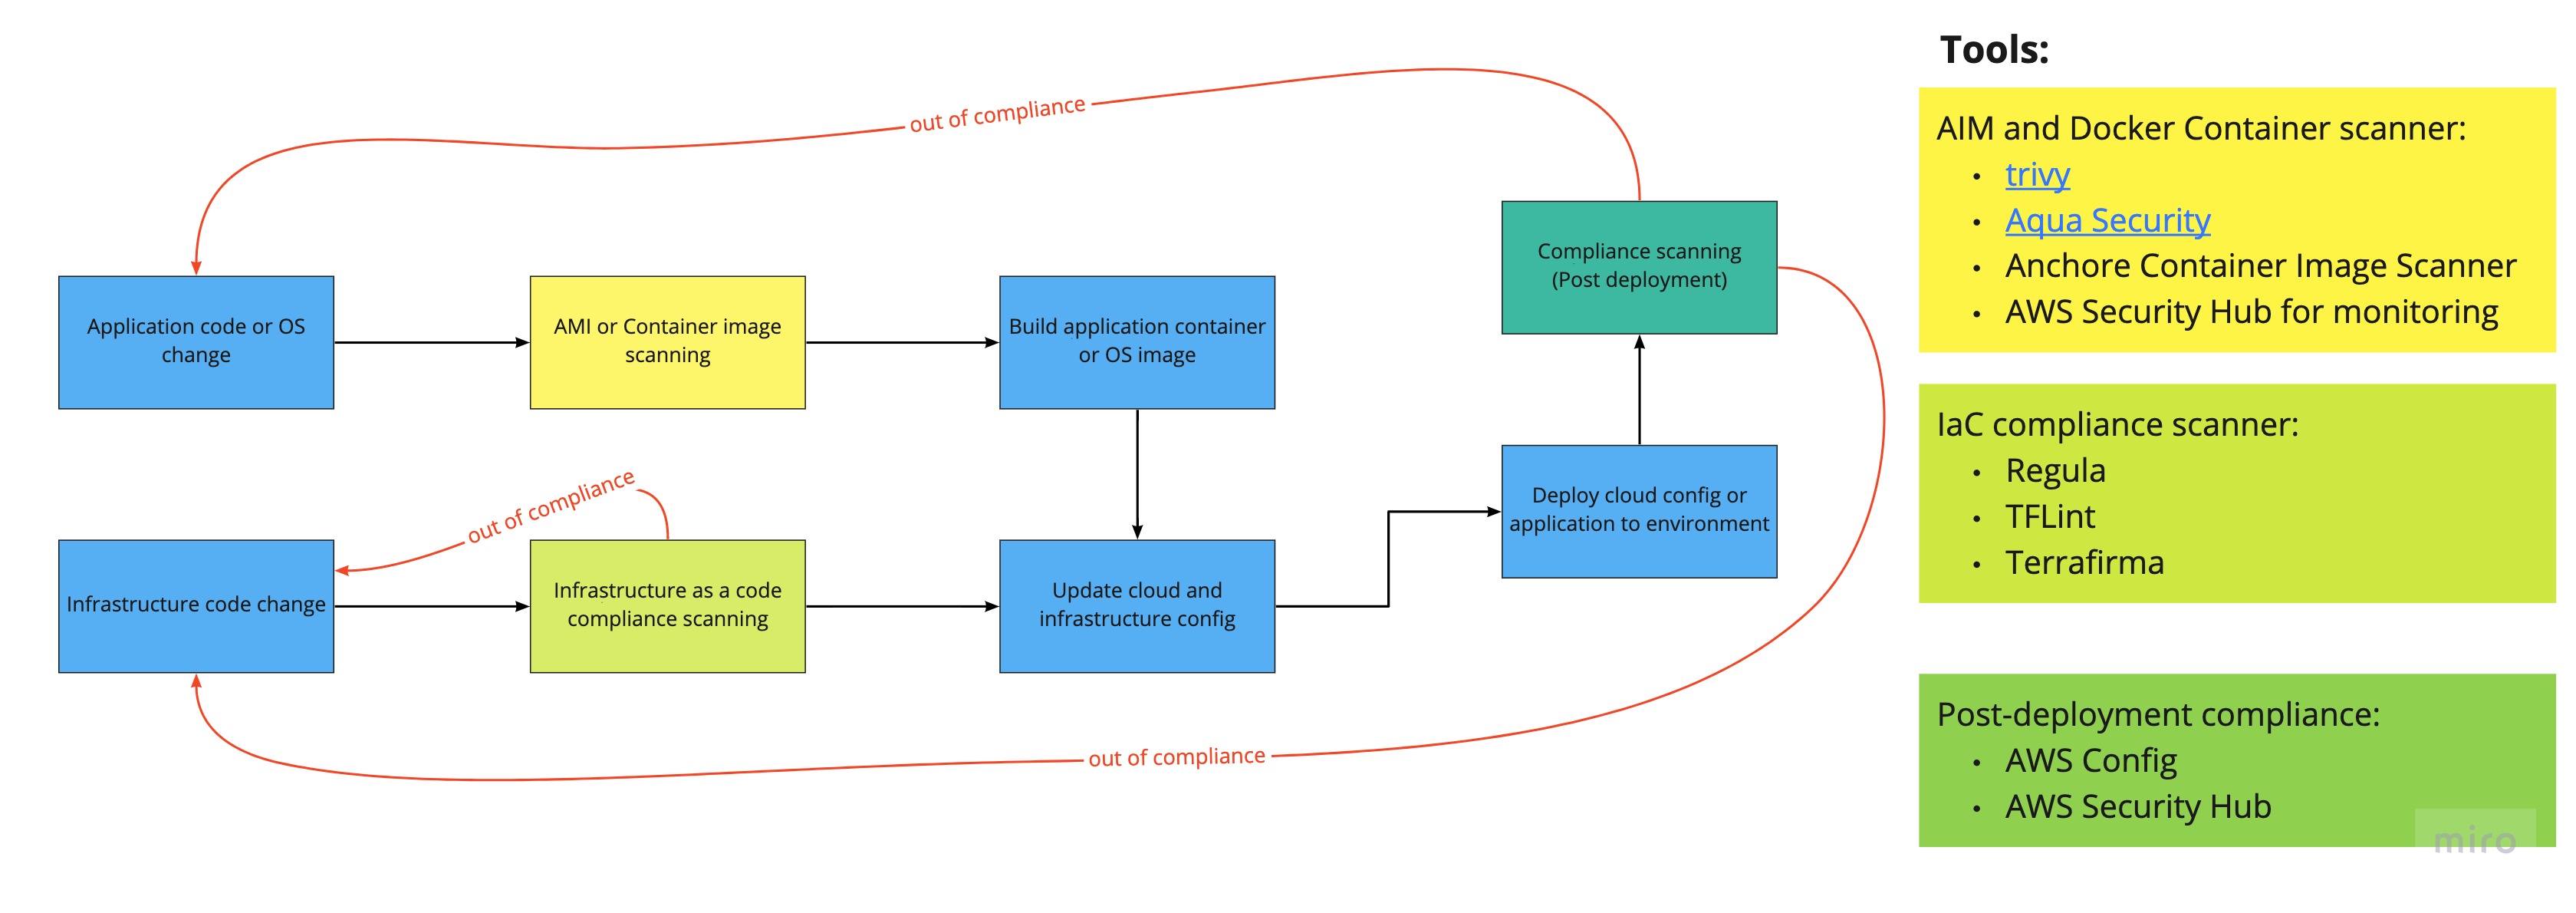 Tools:
out of compliance
AIM and Docker Container scanner:
• trivy
• Aqua Security
• Anchore Container Image Scanner
• AWS Security Hub for monitoring
Compliance scanning
(Post deployment)
Application code or OS
change
AMI or Container image
scanning
Build application container
or OS image
IaC compliance scanner:
• Regula
• TFLint
• Terrafirma
out of compliance
Deploy cloud config or
application to environment
Infrastructure code change
Infrastructure as a code
compliance scanning
Update cloud and
infrastructure config
out of compliance
Post-deployment compliance:
• AWS Config
• AWS Security Hub
miro